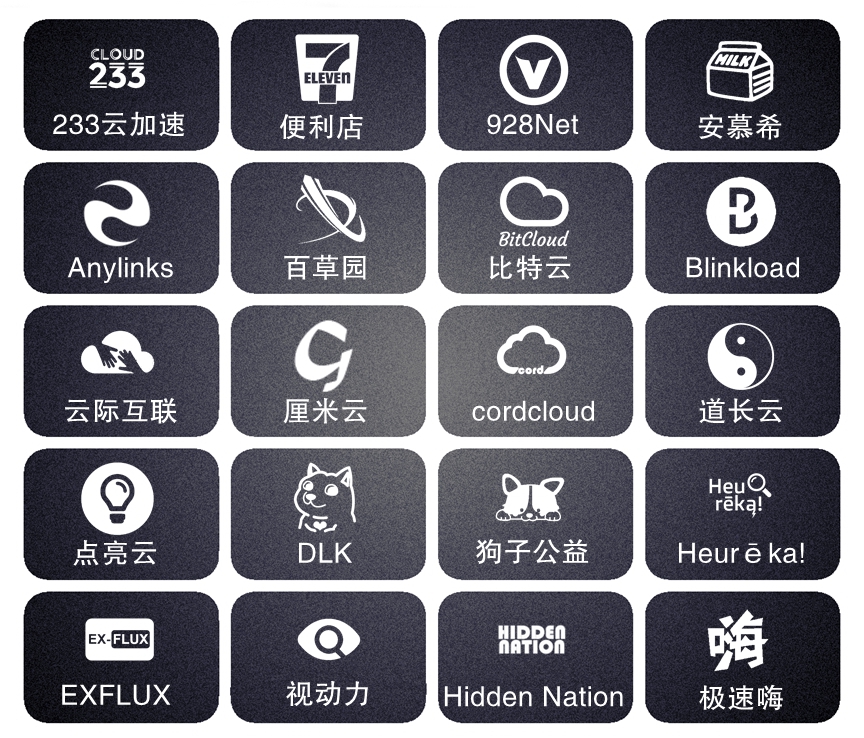 CLOUD
233
233云加速
7
ELEVEN
便利店
V
928Net
MILK
安慕希
Anylinks
百草园
BitCloud
比特云
B
Blinkload
云际互联
G
厘米云
cord
cordcloud
道长云
点亮云
DLK
狗子公益
Heu
rēka!
Heurēka!
EX-FLUX
EXFLUX
视动力
HIDDEN
NATION
Hidden Nation
嗨
极速嗨